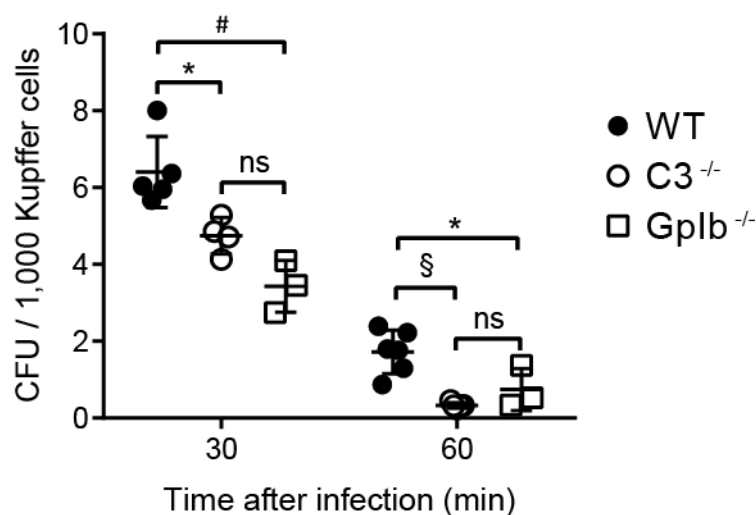 CFU / 1,000 Kupffer cells
10
8
6
4
2
0
#
*
ns
*
§
ns
30
60
Time after infection (min)
WT
C3 -/-
GpIb -/-